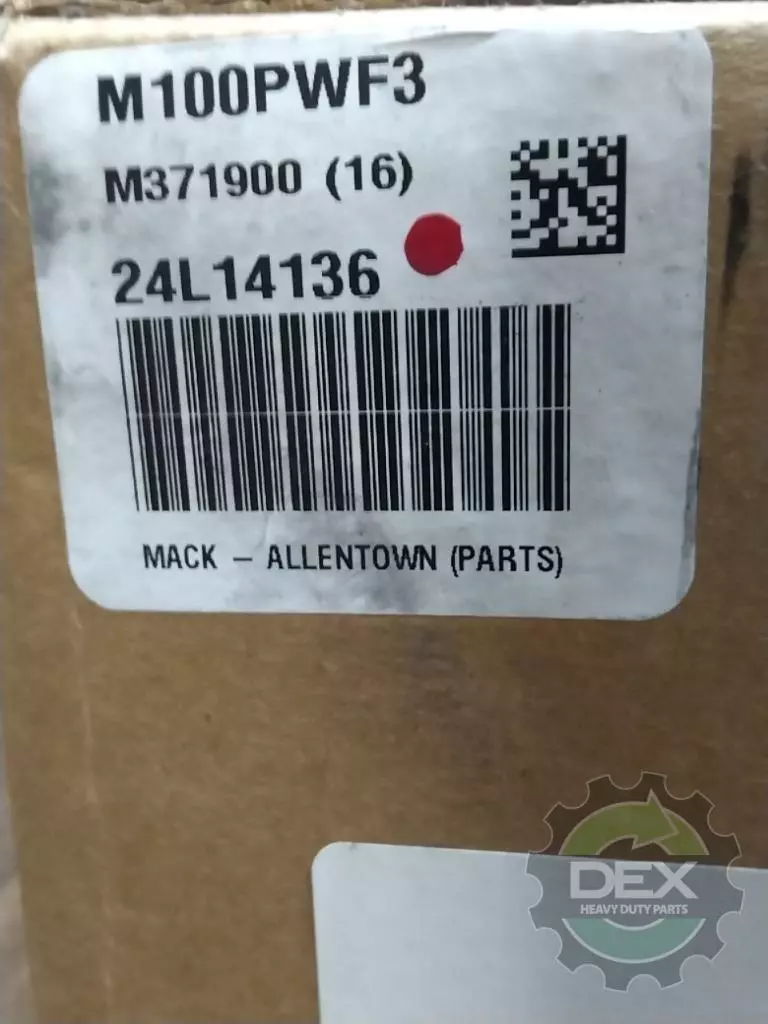 M100PWF3
M371900 (16)
24L14136
MACK – ALLENTOWN (PARTS)
DEX
HEAVY DUTY PARTS